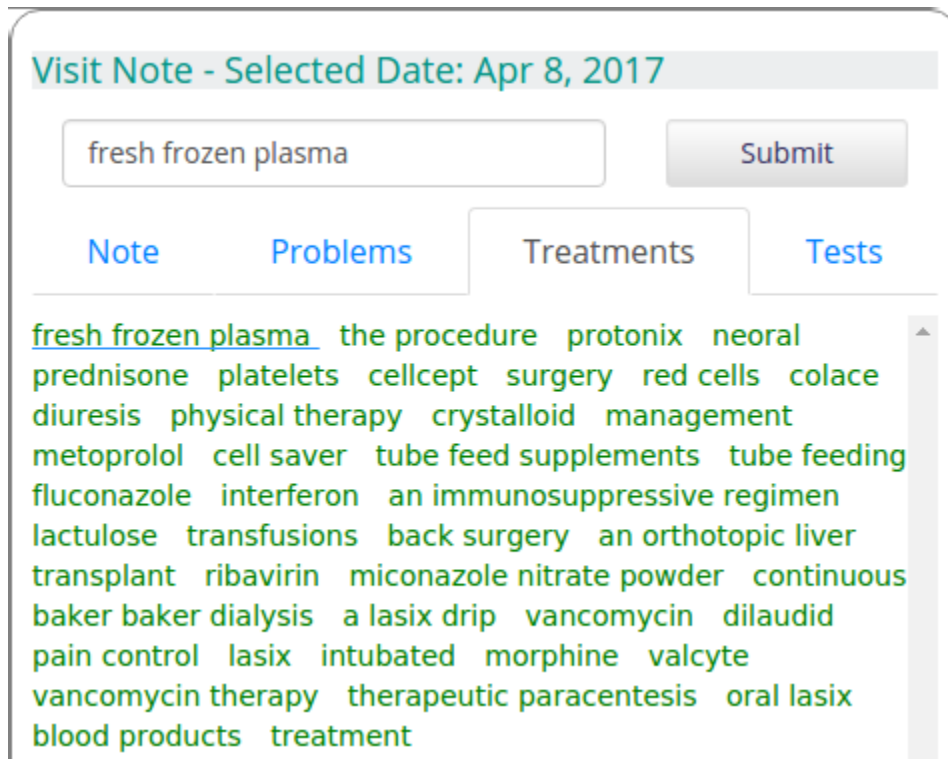 Visit Note - Selected Date: Apr 8, 2017
fresh frozen plasma Submit
Note Problems Treatments Tests
fresh frozen plasma the procedure protonix neoral
prednisone platelets cellcept surgery red cells colace
diuresis physical therapy crystalloid management
metoprolol cell saver tube feed supplements tube feeding
fluconazole interferon an immunosuppressive regimen
lactulose transfusions back surgery an orthotopic liver
transplant ribavirin miconazole nitrate powder continuous
baker baker dialysis a lasix drip vancomycin dilaudid
pain control lasix intubated morphine valcyte
vancomycin therapy therapeutic paracentesis oral lasix
blood products treatment